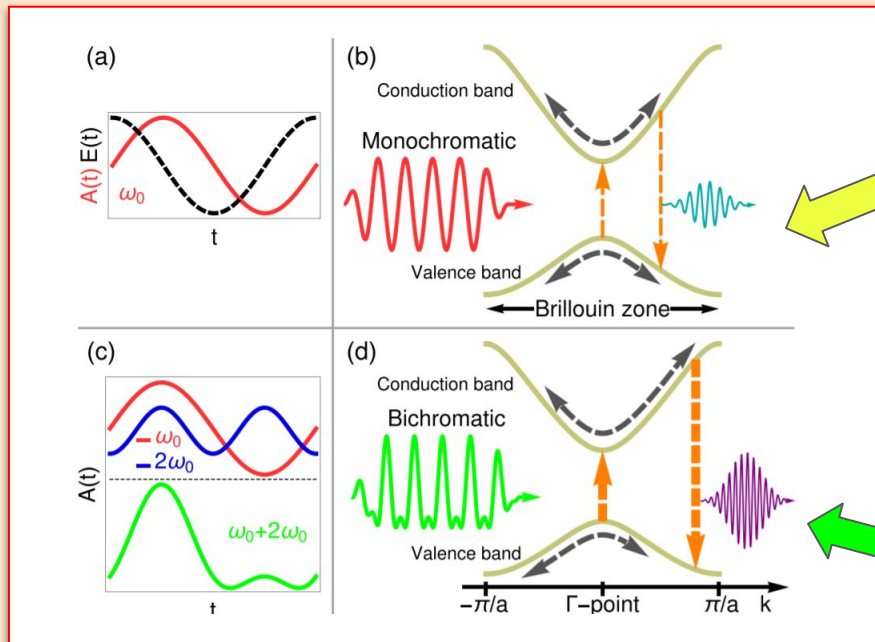 (a)
A(t) E(t)
ω₀
t
(b)
Conduction band
Monochromatic
Valence band
Brillouin zone
(c)
A(t)
ω₀
2ω₀
ω₀+2ω₀
t
(d)
Conduction band
Bichromatic
Valence band
−π/a Γ−point π/a k